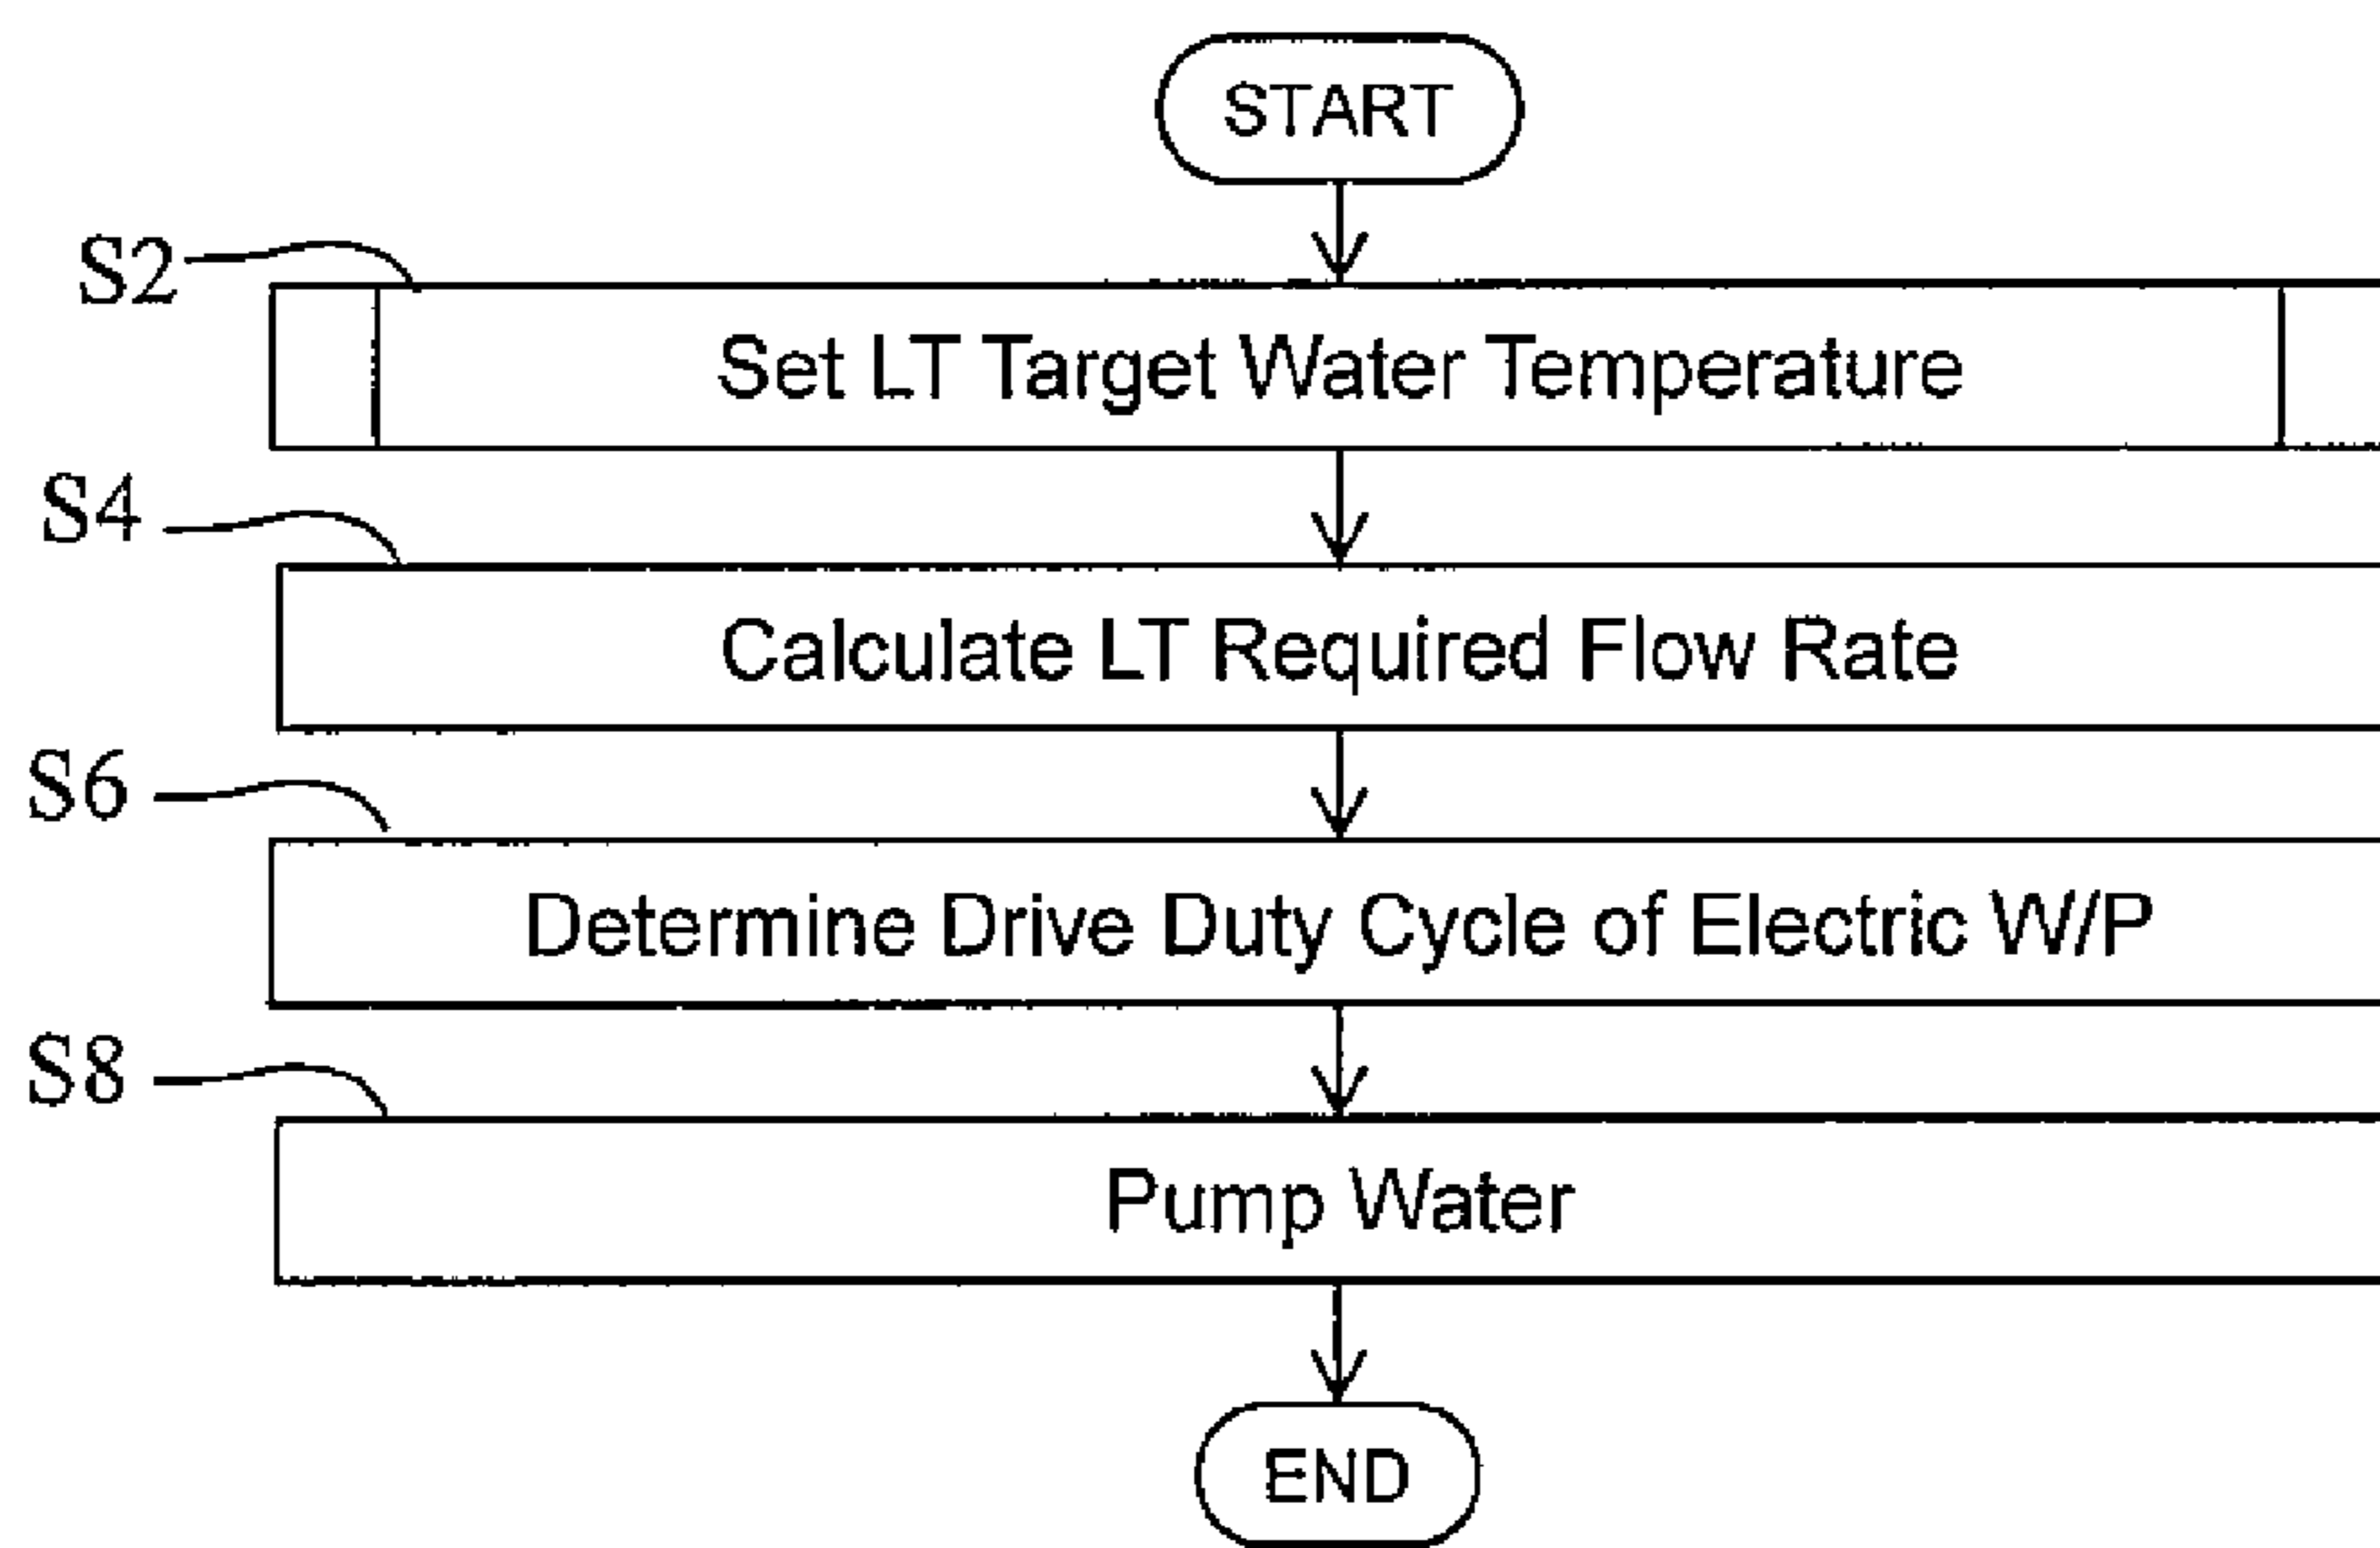 START
S2
Set LT Target Water Temperature
S4
Calculate LT Required Flow Rate
S6
Determine Drive Duty Cycle of Electric W/P
S8
Pump Water
END